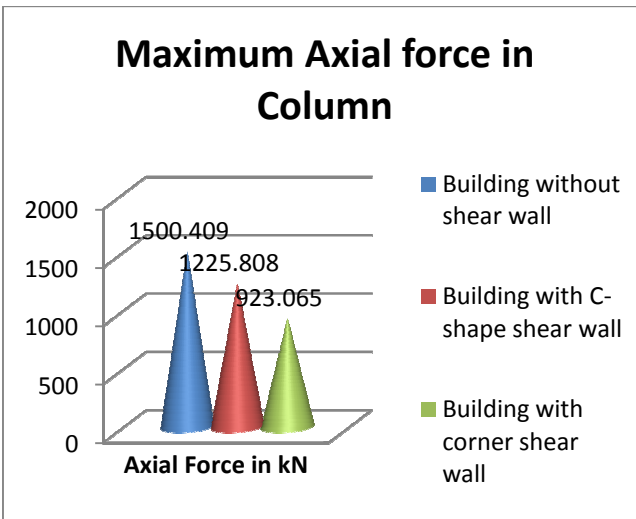 Maximum Axial force in
Column
2000
1500
1000
500
0
1500.409
1225.808
923.065
Axial Force in kN
Building without
shear wall
Building with C-
shape shear wall
Building with
corner shear
wall